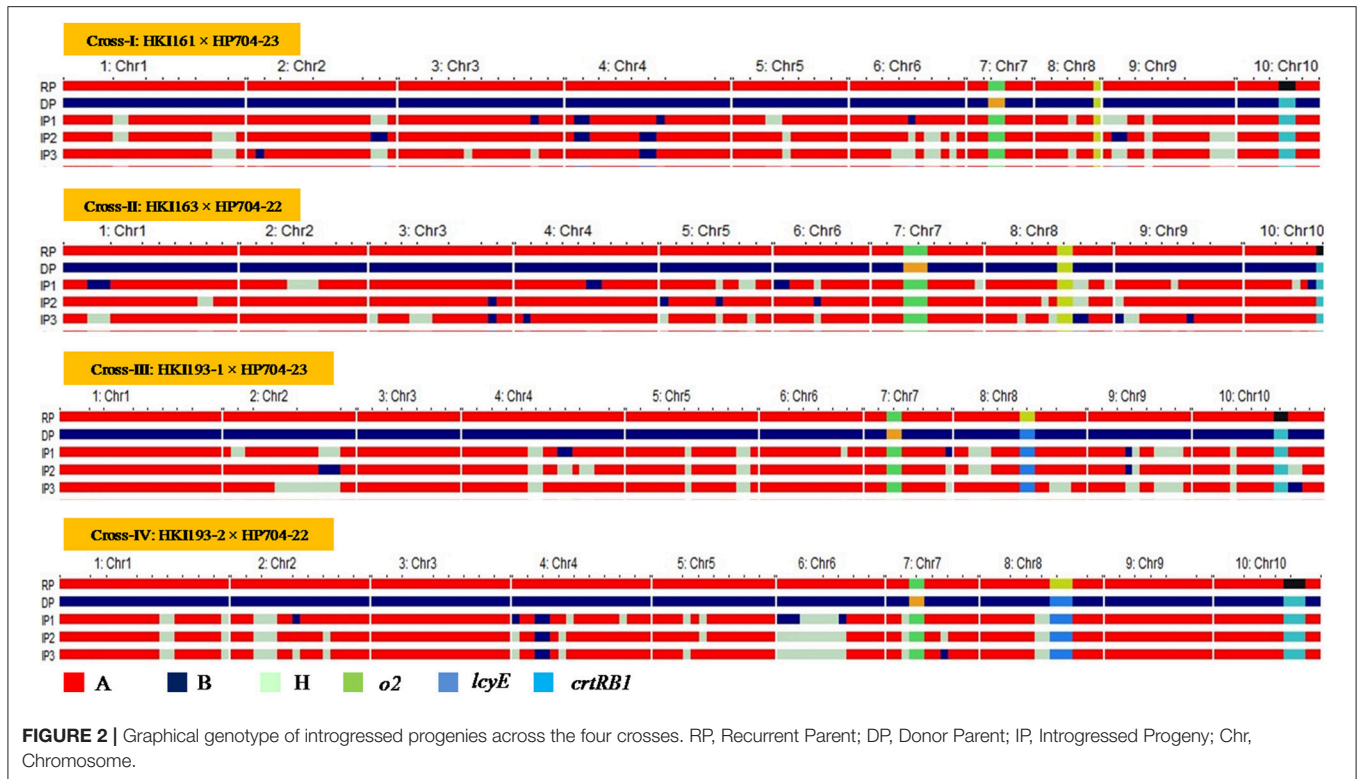 Cross-I: HKI161 × HP704-23
1: Chr1 2: Chr2 3: Chr3 4: Chr4 5: Chr5 6: Chr6 7: Chr7 8: Chr8 9: Chr9 10: Chr10
RP
DP
IP1
IP2
IP3
Cross-II: HKI163 × HP704-22
1: Chr1 2: Chr2 3: Chr3 4: Chr4 5: Chr5 6: Chr6 7: Chr7 8: Chr8 9: Chr9 10: Chr10
RP
DP
IP1
IP2
IP3
Cross-III: HKI193-1 × HP704-23
1: Chr1 2: Chr2 3: Chr3 4: Chr4 5: Chr5 6: Chr6 7: Chr7 8: Chr8 9: Chr9 10: Chr10
RP
DP
IP1
IP2
IP3
Cross-IV: HKI193-2 × HP704-22
1: Chr1 2: Chr2 3: Chr3 4: Chr4 5: Chr5 6: Chr6 7: Chr7 8: Chr8 9: Chr9 10: Chr10
RP
DP
IP1
IP2
IP3
A B H o2 lcyE crtRB1
FIGURE 2 | Graphical genotype of introgressed progenies across the four crosses. RP, Recurrent Parent; DP, Donor Parent; IP, Introgressed Progeny; Chr,
Chromosome.